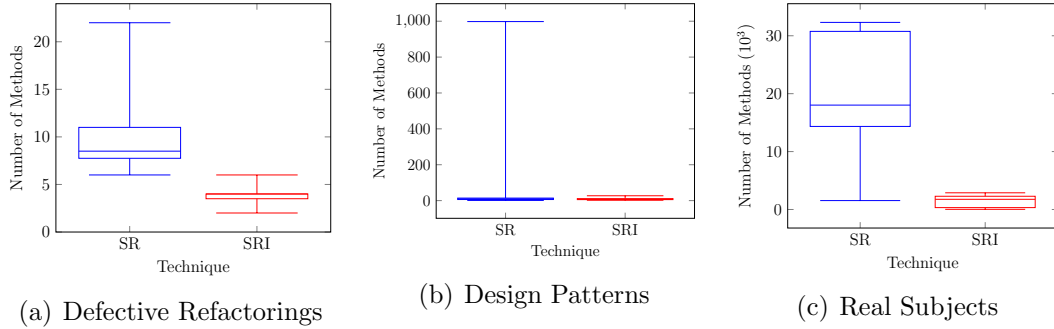 20
15
10
5
0
Number of Methods
SR
SRI
Technique
(a) Defective Refactorings
1,000
800
600
400
200
0
Number of Methods
SR
SRI
Technique
(b) Design Patterns
30
20
10
0
Number of Methods (10³)
SR
SRI
Technique
(c) Real Subjects